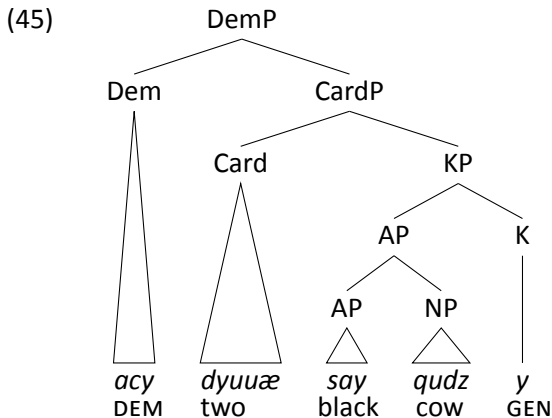 (45)
DemP
Dem CardP
Card KP
AP K
AP NP
acy dyuuæ say qudz y
DEM two black cow GEN